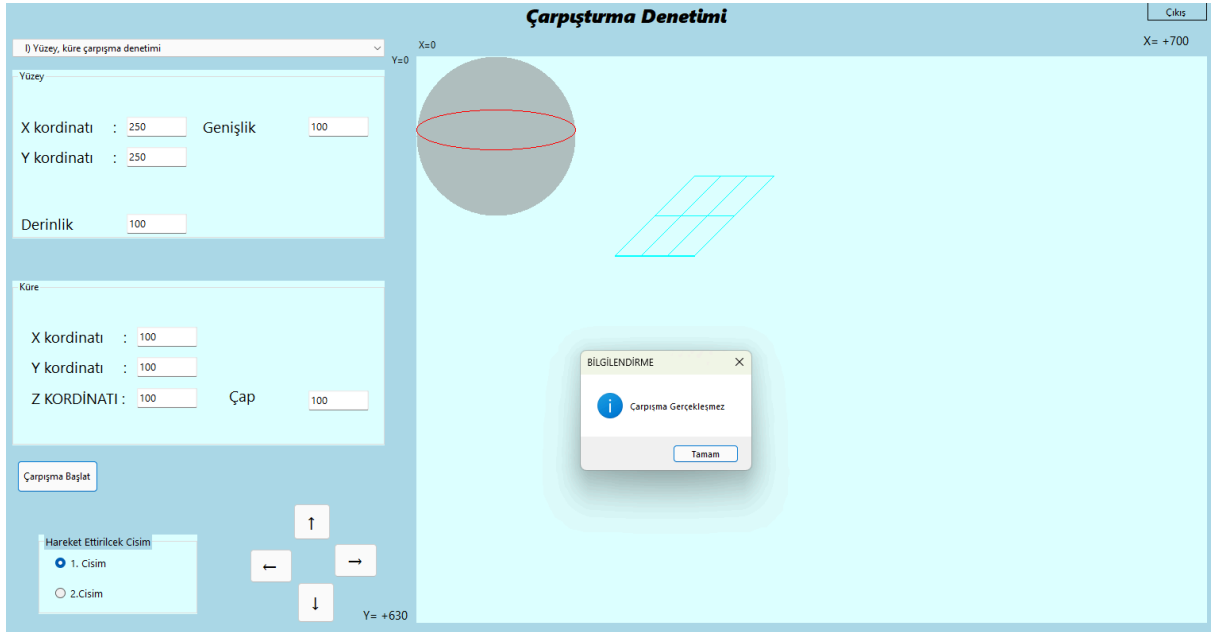 Çarpışturma Denetimi
Çıkış
I) Yüzey, küre çarpışma denetimi
X=0
X= +700
Y=0
Yüzey
X kordinatı : 250 Genişlik 100
Y kordinatı : 250
Derinlik 100
Küre
X kordinatı : 100
Y kordinatı : 100
Z KORDİNATI : 100 Çap 100
BİLGİLENDİRME
i
Çarpışma Gerçekleşmez
Tamam
Çarpışma Başlat
Hareket Ettirilcek Cisim
1. Cisim
2.Cisim
↑
← →
↓
Y= +630